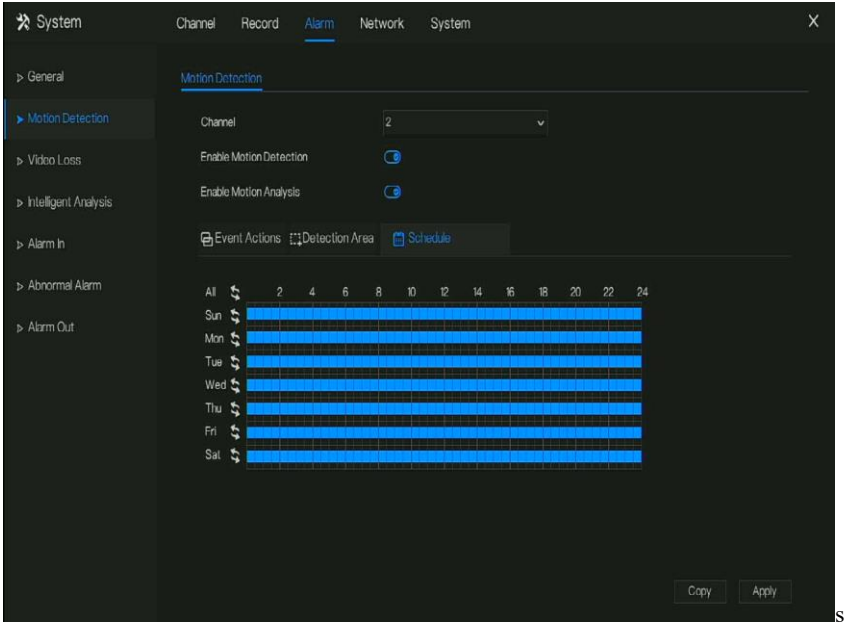 System Channel Record Alarm Network System X
General
Motion Detection
Video Loss
Intelligent Analysis
Alarm In
Abnormal Alarm
Alarm Out
Motion Detection
Channel 2
Enable Motion Detection
Enable Motion Analysis
Event Actions Detection Area Schedule
All 2 4 6 8 10 12 14 16 18 20 22 24
Sun
Mon
Tue
Wed
Thu
Fri
Sat
Copy Apply
s